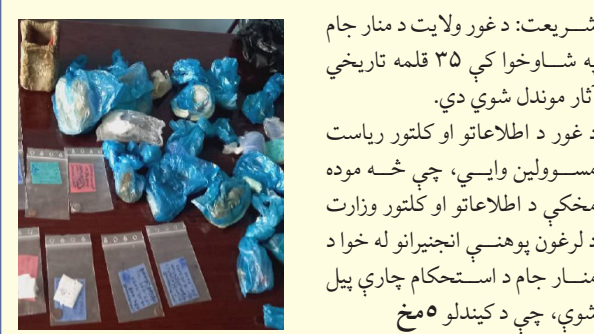 شریعت: د غور ولایت د منار جام
په شاوخوا کې ۳۵ قلمه تاریخي
آثار موندل شوي دي.
د غور د اطلاعاتو او کلتور ریاست
مسوولین وایي، چې څه موده
مخکې د اطلاعاتو او کلتور وزارت
د لرغون پوهنې انجنیرانو له خوا د
منار جام د استحکام چارې پیل
شوې، چې د کیندلو ۵مخ